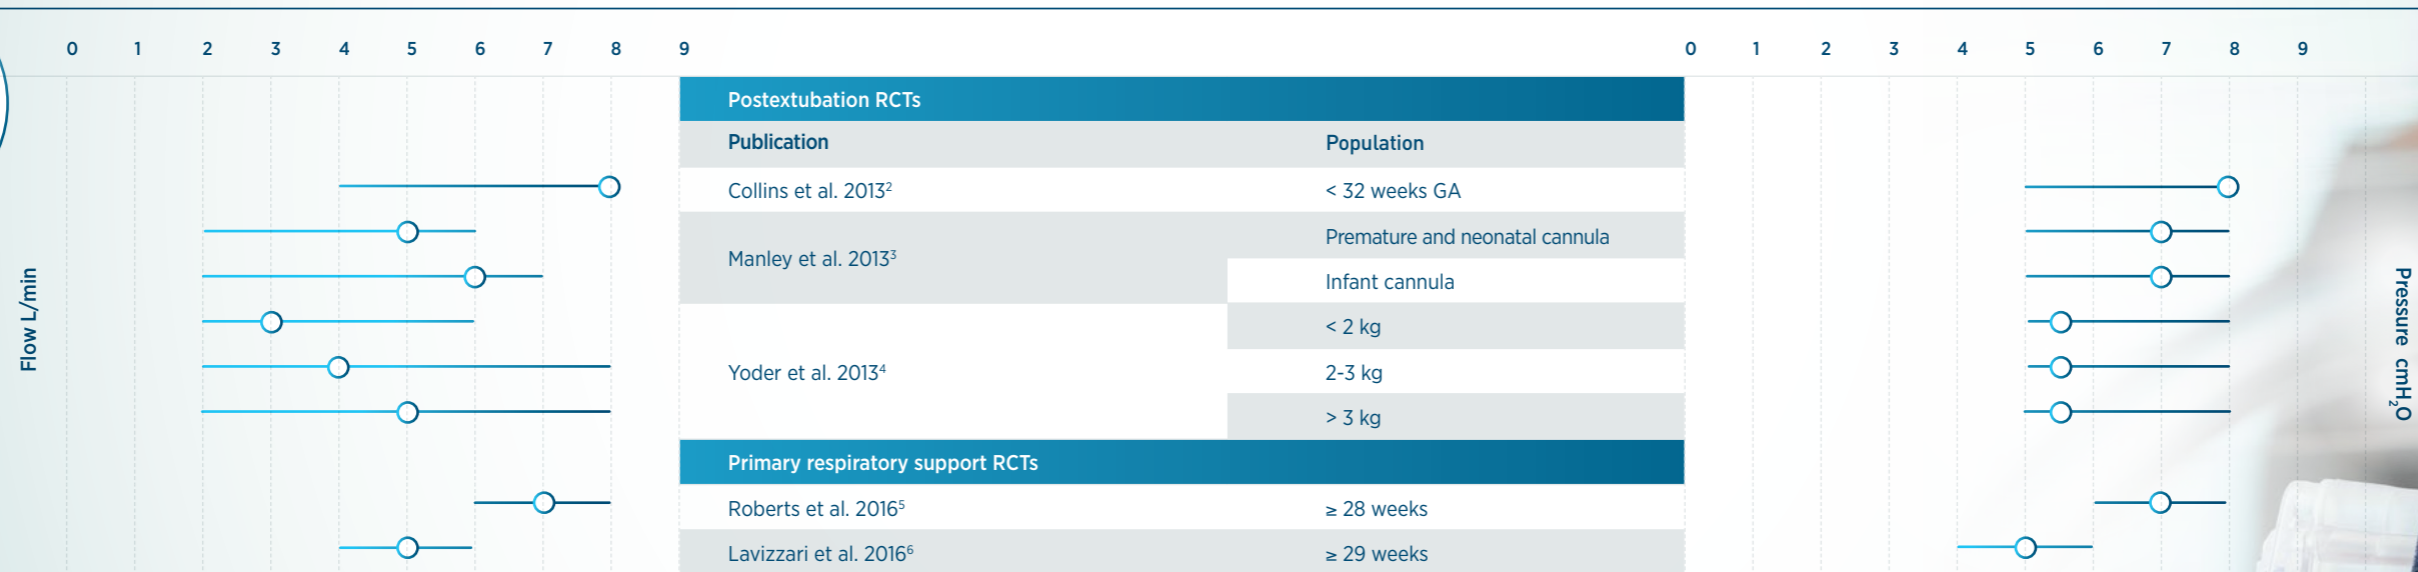 0 1 2 3 4 5 6 7 8 9
0 1 2 3 4 5 6 7 8 9
Flow L/min
Postextubation RCTs
Publication Population
Collins et al. 2013² < 32 weeks GA
Manley et al. 2013³
Premature and neonatal cannula
Infant cannula
Yoder et al. 2013⁴
< 2 kg
2-3 kg
> 3 kg
Primary respiratory support RCTs
Roberts et al. 2016⁵ ≥ 28 weeks
Lavizzari et al. 2016⁶ ≥ 29 weeks
Pressure cmH₂O